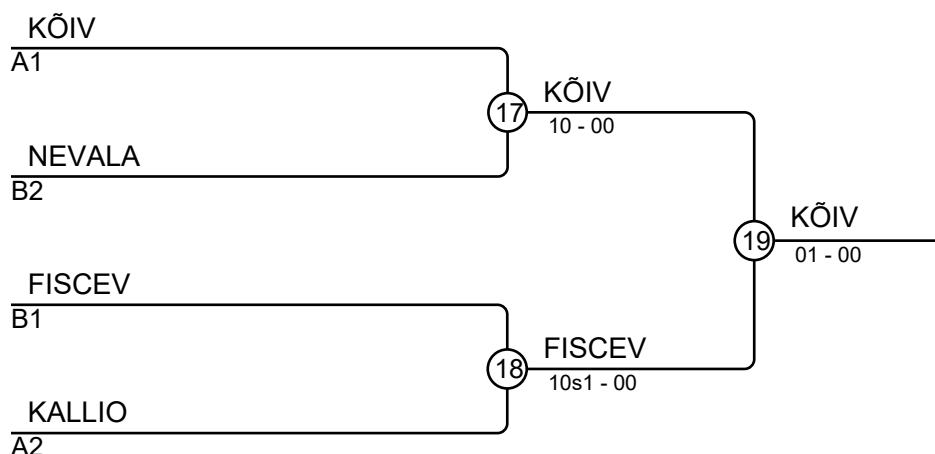 KÕIV
A1
17
KÕIV
10 - 00
NEVALA
B2
19
KÕIV
01 - 00
FISCEV
B1
18
FISCEV
10s1 - 00
KALLIO
A2